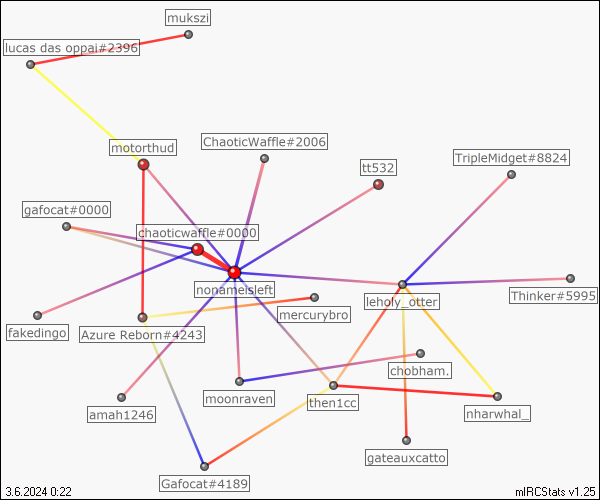 mukszi
lucas das oppai#2396
ChaoticWaffle#2006
motorthud
TripleMidget#8824
tt532
gafocat#0000
chaoticwaffle#0000
nonameisleft
Thinker#5995
leholy_otter
mercurybro
fakedingo
Azure Reborn#4243
chobham.
moonraven
then1cc
amah1246
nharwhal_
gateauxcatto
Gafocat#4189
3.6.2024 0:22
mIRCStats v1.25